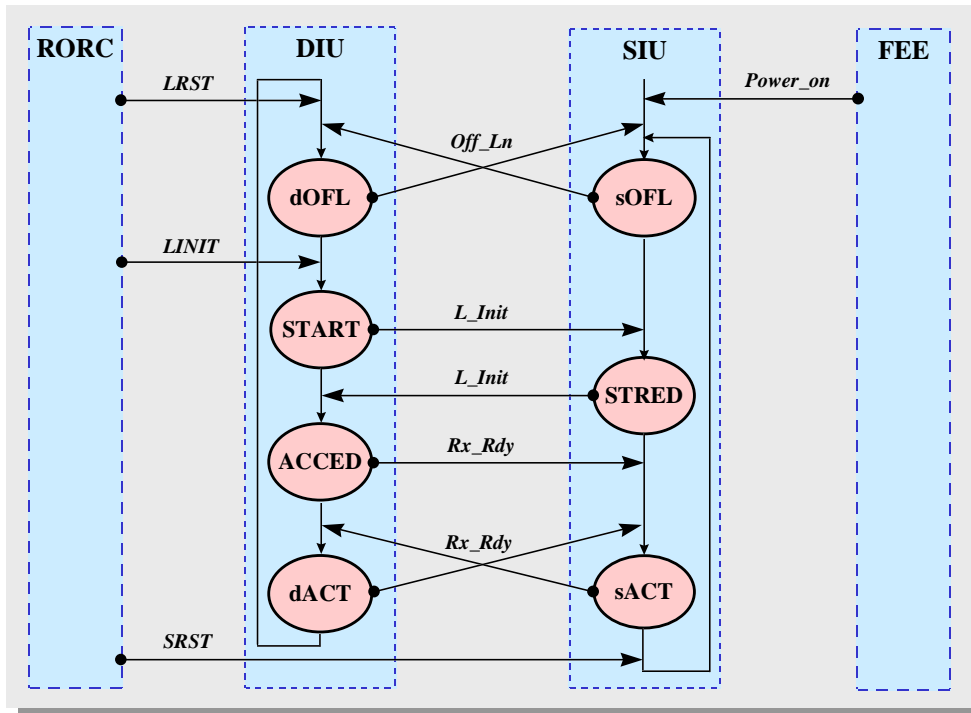 RORC
DIU
SIU
FEE
LRST
Power_on
Off_Ln
dOFL
sOFL
LINIT
START
L_Init
L_Init
STRED
ACCED
Rx_Rdy
Rx_Rdy
dACT
sACT
SRST